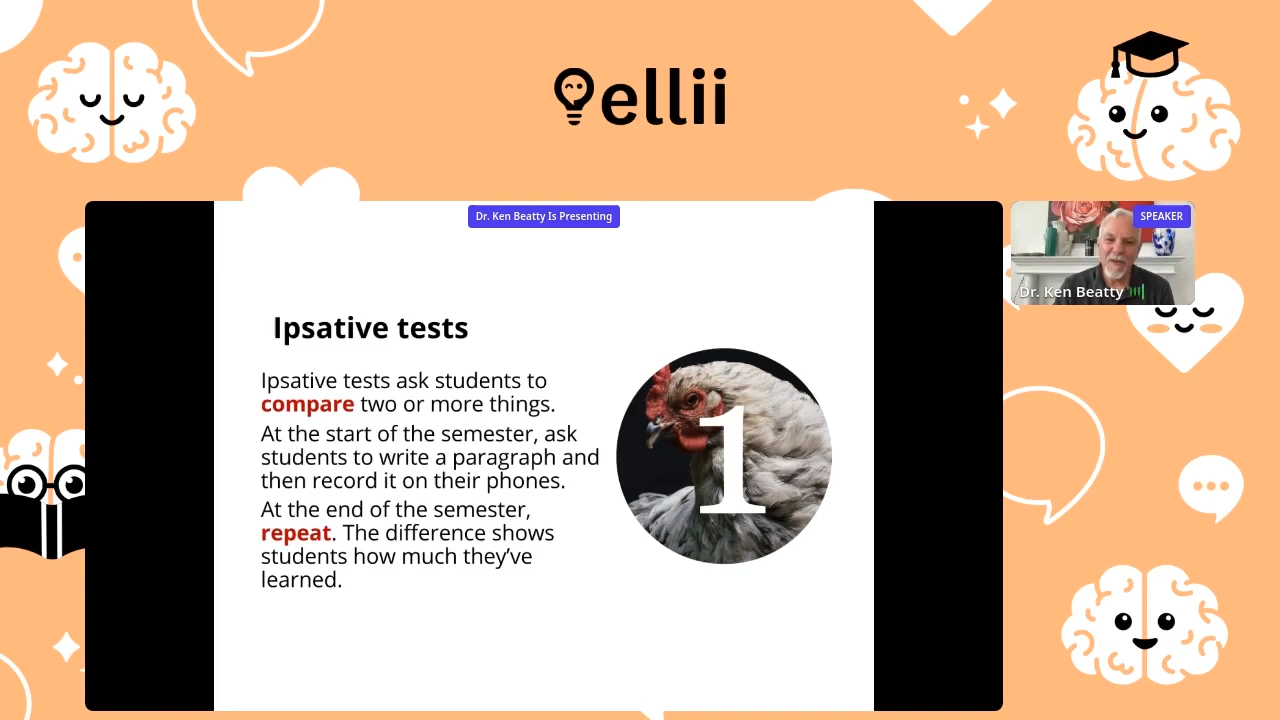 ellii
Dr. Ken Beatty Is Presenting
SPEAKER
Dr. Ken Beatty
Ipsative tests
Ipsative tests ask students to
compare two or more things.
At the start of the semester, ask
students to write a paragraph and
then record it on their phones.
At the end of the semester,
repeat. The difference shows
students how much they’ve
learned.
1